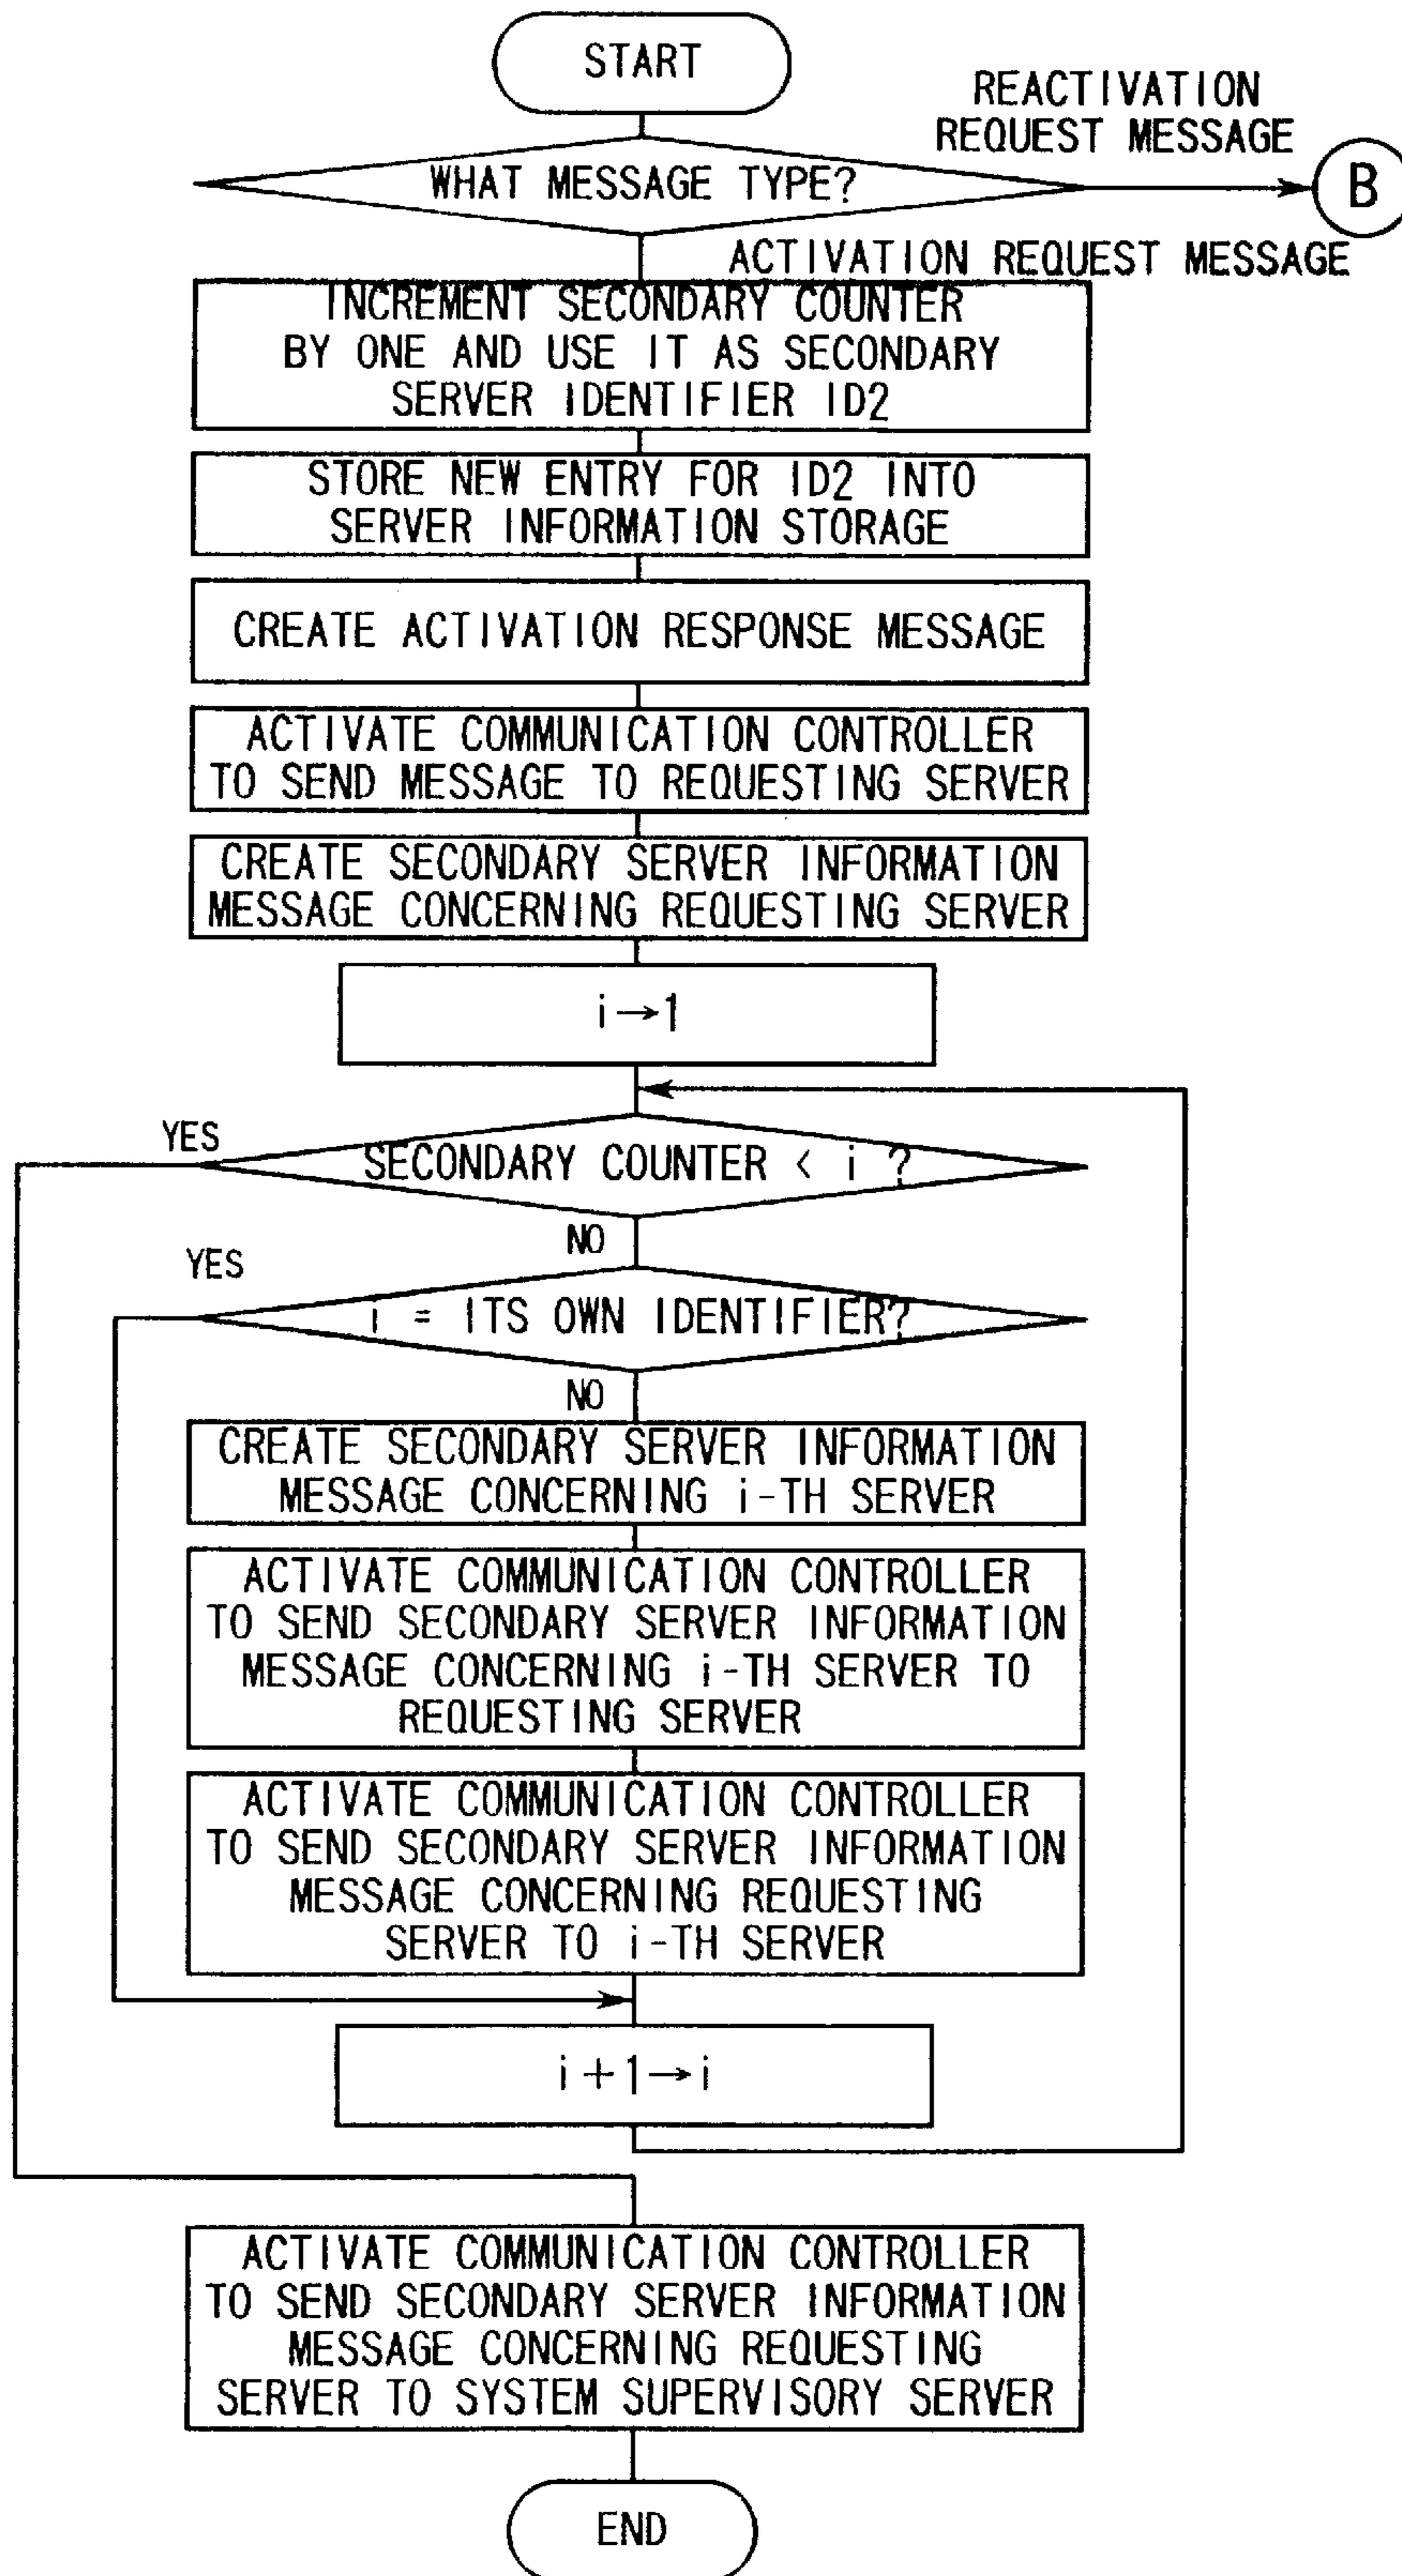 START
REACTIVATION
REQUEST MESSAGE
WHAT MESSAGE TYPE?
B
ACTIVATION REQUEST MESSAGE
INCREMENT SECONDARY COUNTER
BY ONE AND USE IT AS SECONDARY
SERVER IDENTIFIER ID2
STORE NEW ENTRY FOR ID2 INTO
SERVER INFORMATION STORAGE
CREATE ACTIVATION RESPONSE MESSAGE
ACTIVATE COMMUNICATION CONTROLLER
TO SEND MESSAGE TO REQUESTING SERVER
CREATE SECONDARY SERVER INFORMATION
MESSAGE CONCERNING REQUESTING SERVER
i→1
YES
SECONDARY COUNTER < i ?
NO
YES
i = ITS OWN IDENTIFIER?
NO
CREATE SECONDARY SERVER INFORMATION
MESSAGE CONCERNING i-TH SERVER
ACTIVATE COMMUNICATION CONTROLLER
TO SEND SECONDARY SERVER INFORMATION
MESSAGE CONCERNING i-TH SERVER TO
REQUESTING SERVER
ACTIVATE COMMUNICATION CONTROLLER
TO SEND SECONDARY SERVER INFORMATION
MESSAGE CONCERNING REQUESTING
SERVER TO i-TH SERVER
i+1→i
ACTIVATE COMMUNICATION CONTROLLER
TO SEND SECONDARY SERVER INFORMATION
MESSAGE CONCERNING REQUESTING
SERVER TO SYSTEM SUPERVISORY SERVER
END